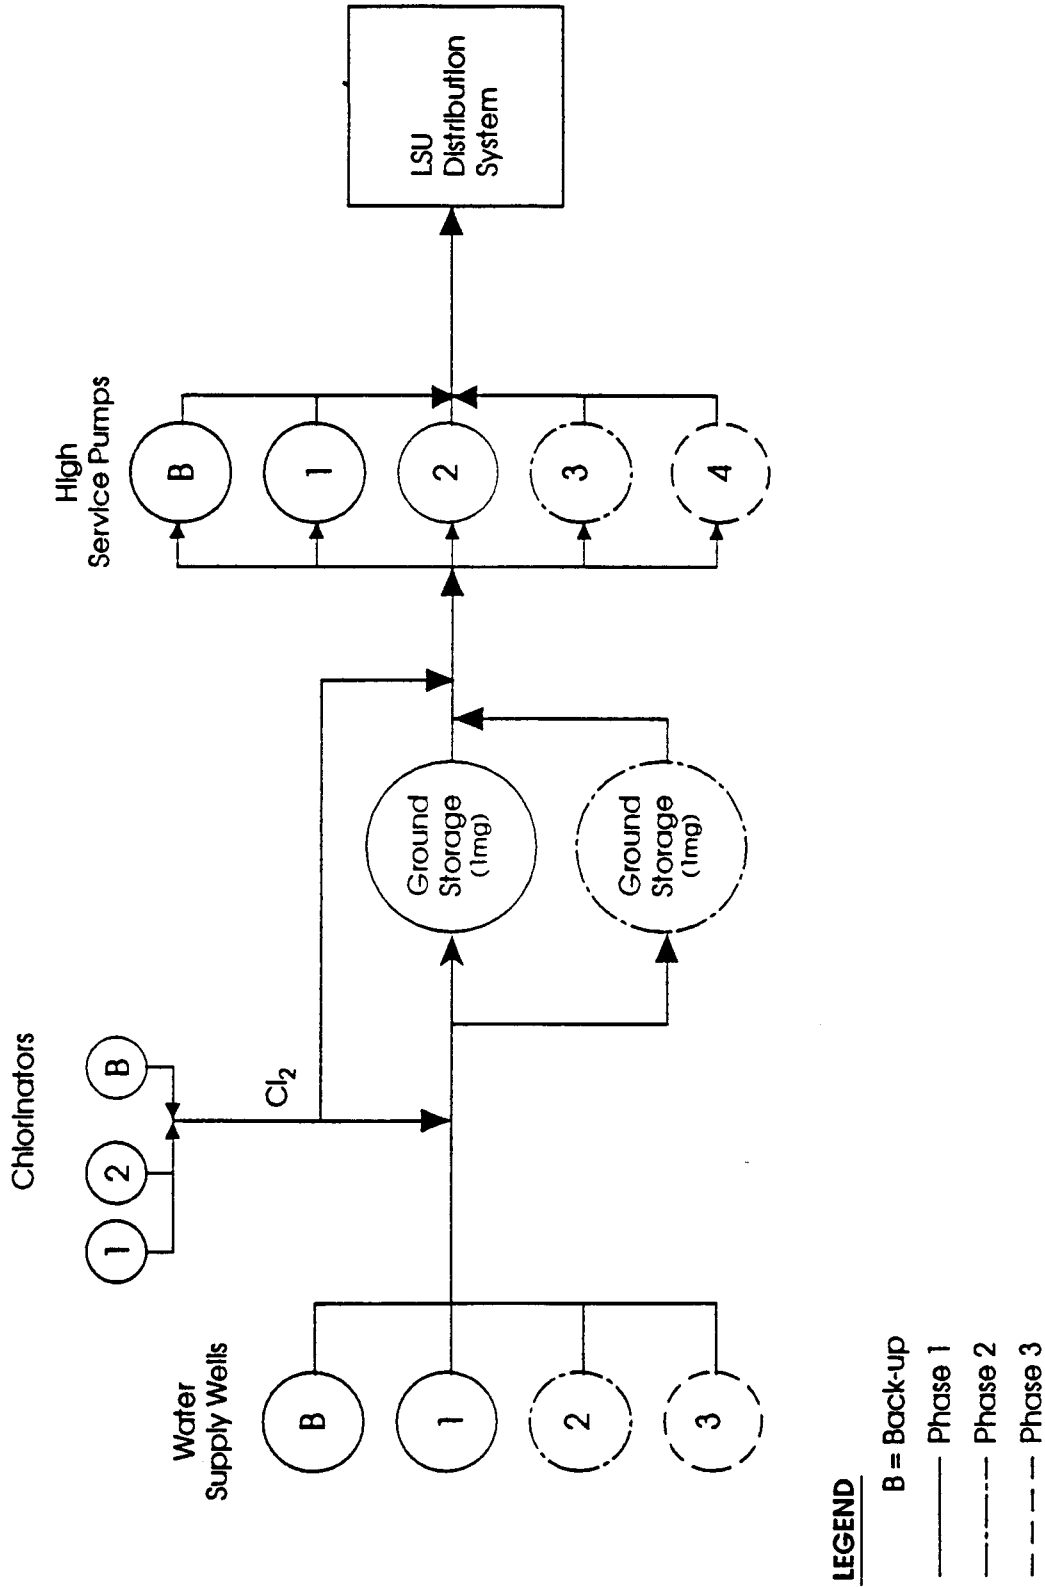 Chlorinators
1
2
B
Cl₂
Water
Supply Wells
B
1
2
3
Ground
Storage
(1mg)
Ground
Storage
(1mg)
High
Service Pumps
B
1
2
3
4
LSU
Distribution
System
LEGEND
B = Back-up
Phase 1
Phase 2
Phase 3